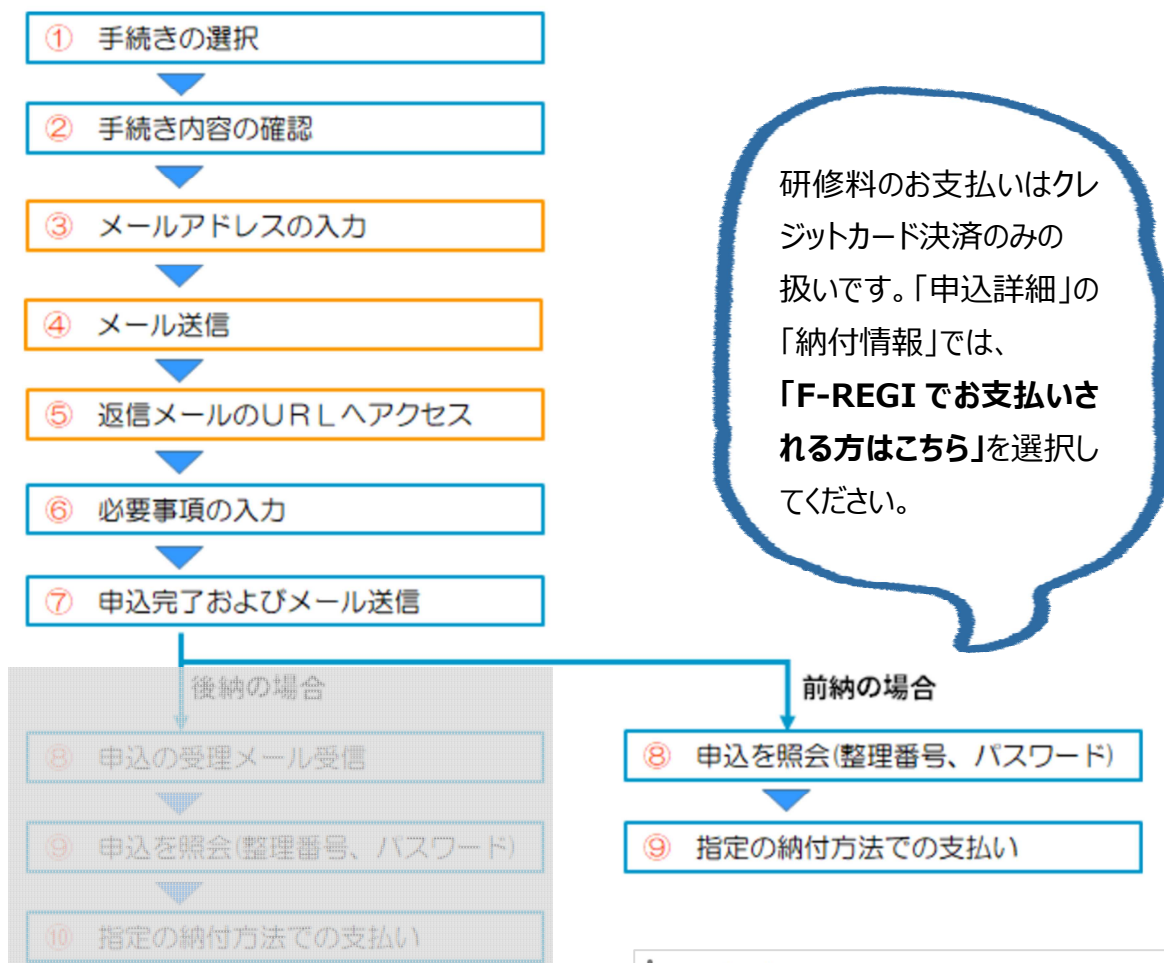 ① 手続きの選択
② 手続き内容の確認
③ メールアドレスの入力
④ メール送信
⑤ 返信メールのＵＲＬへアクセス
⑥ 必要事項の入力
⑦ 申込完了およびメール送信
研修料のお支払いはクレ
ジットカード決済のみの
扱いです。「申込詳細」の
「納付情報」では、
「F-REGI でお支払いさ
れる方はこちら」を選択し
てください。
後納の場合
⑧ 申込の受理メール受信
⑨ 申込を照会(整理番号、パスワード)
⑩ 指定の納付方法での支払い
前納の場合
⑧ 申込を照会(整理番号、パスワード)
⑨ 指定の納付方法での支払い